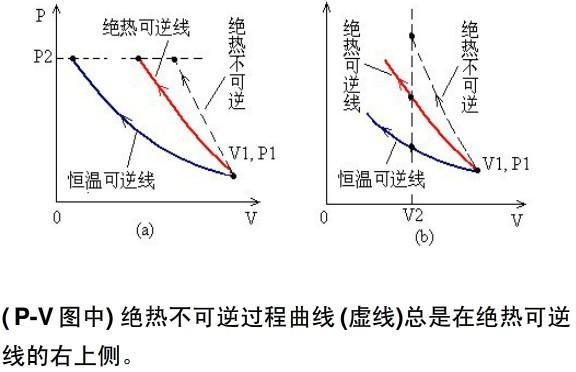 P
P2
绝热可逆线
绝热不可逆
V1, P1
恒温可逆线
0
V
(a)
P
绝热可逆线
绝热不可逆
V1, P1
恒温可逆线
0
V2
V
(b)
( P-V 图中) 绝热不可逆过程曲线 (虚线)总是在绝热可逆
线的右上侧。